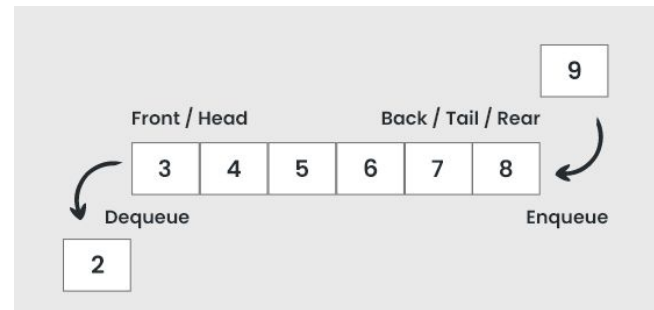 9
Front / Head
Back / Tail / Rear
3 4 5 6 7 8
Dequeue
Enqueue
2